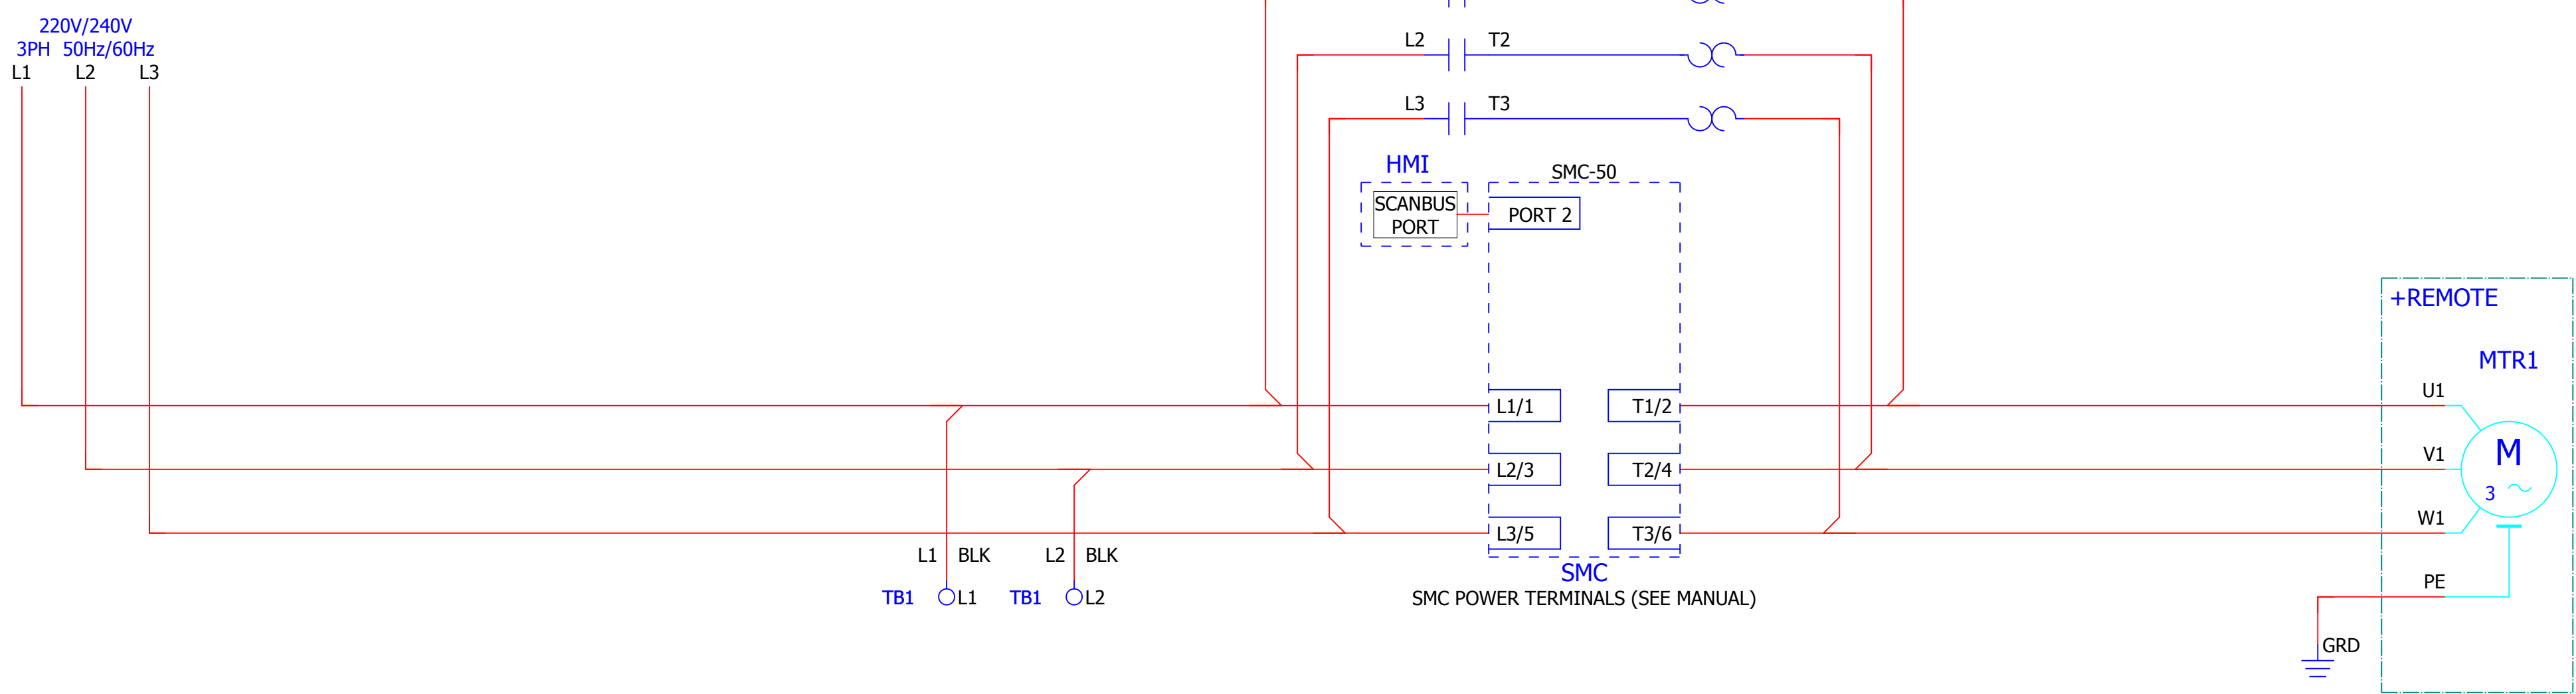 220V/240V
3PH 50Hz/60Hz
L1 L2 L3
L2 T2
L3 T3
HMI
SMC-50
SCANBUS
PORT
PORT 2
+REMOTE
MTR1
U1
L1/1 T1/2
V1
M
L2/3 T2/4
3
W1
L3/5 T3/6
L1 BLK L2 BLK
SMC
PE
TB1 L1 TB1 L2
SMC POWER TERMINALS (SEE MANUAL)
GRD